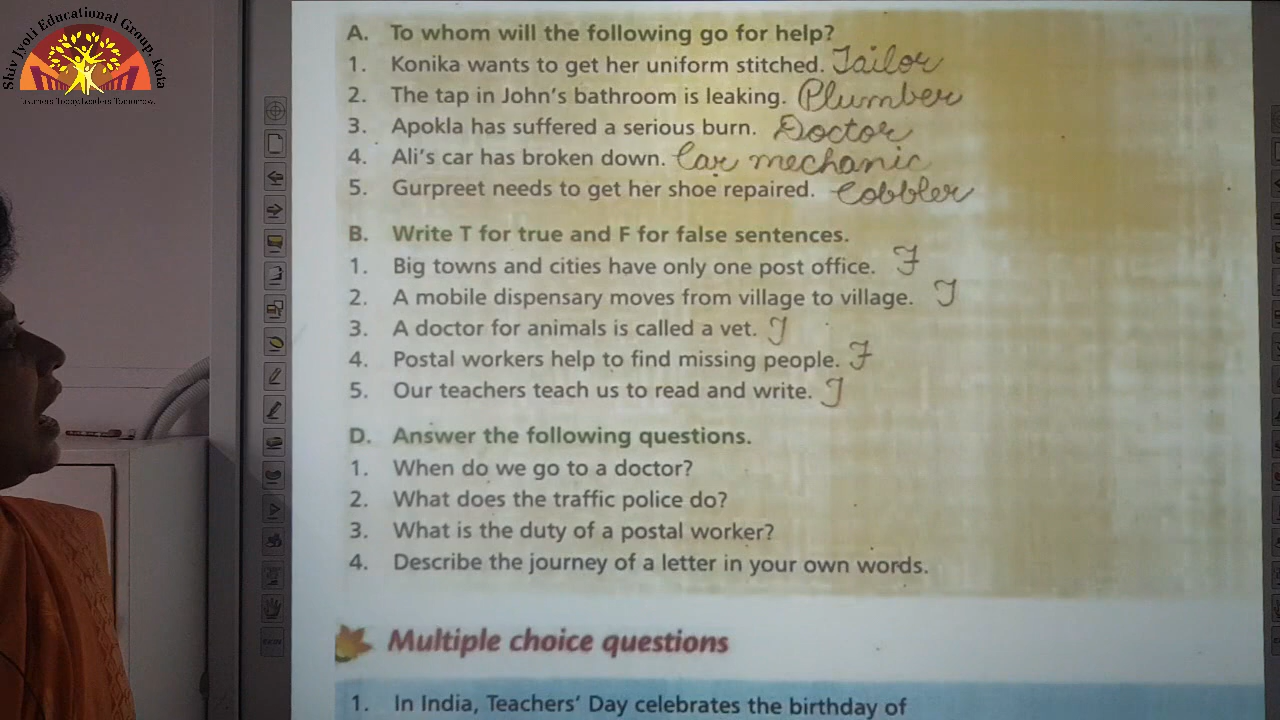 Shiv Jyoti Educational Group, Kota
Learners Today, Leaders Tomorrow.
A. To whom will the following go for help?
1. Konika wants to get her uniform stitched. Tailor
2. The tap in John's bathroom is leaking. Plumber
3. Apokla has suffered a serious burn. Doctor
4. Ali's car has broken down. Car mechanic
5. Gurpreet needs to get her shoe repaired. Cobbler
B. Write T for true and F for false sentences.
1. Big towns and cities have only one post office. F
2. A mobile dispensary moves from village to village. T
3. A doctor for animals is called a vet. T
4. Postal workers help to find missing people. F
5. Our teachers teach us to read and write. T
D. Answer the following questions.
1. When do we go to a doctor?
2. What does the traffic police do?
3. What is the duty of a postal worker?
4. Describe the journey of a letter in your own words.
Multiple choice questions
1. In India, Teachers' Day celebrates the birthday of